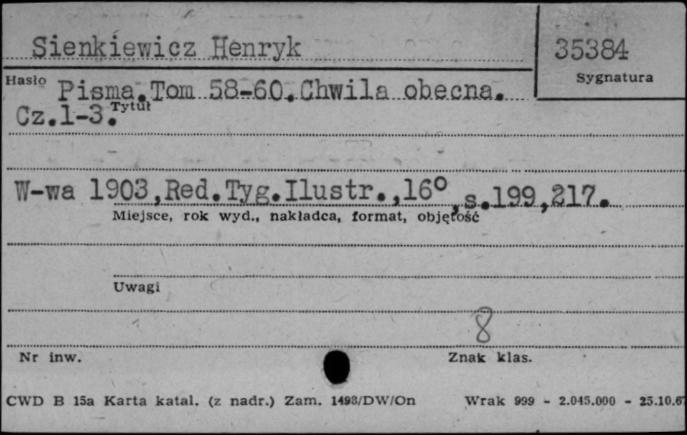 Sienkiewicz Henryk
35384
Hasło
Sygnatura
Pisma.Tom 58-60.Chwila obecna.
Tytuł
Cz.1-3.
W-wa 1903,Red.Tyg.Ilustr.,16°,s.199,217.
Miejsce, rok wyd., nakładca, format, objętość
Uwagi
8
Nr inw.
Znak klas.
CWD B 15a Karta katal. (z nadr.) Zam. 1498/DW/On Wrak 999 - 2.045.000 - 25.10.67